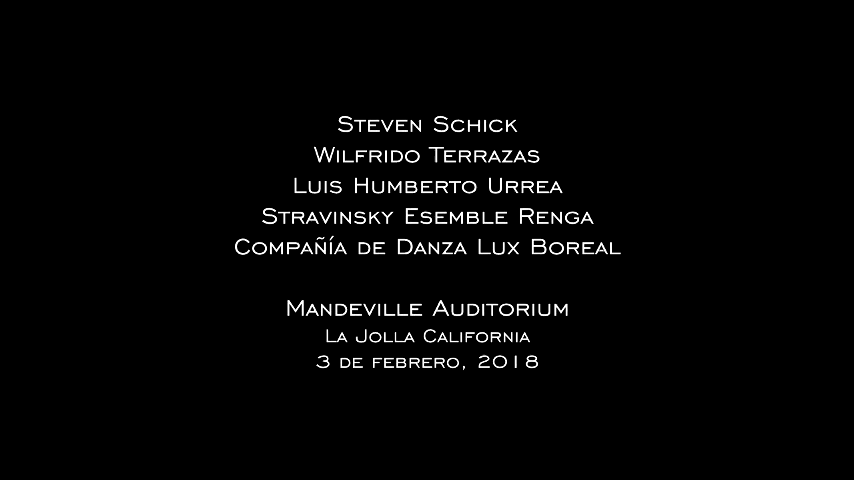 Steven Schick
Wilfrido Terrazas
Luis Humberto Urrea
Stravinsky Esemble Renga
Compañía de Danza Lux Boreal
Mandeville Auditorium
La Jolla California
3 de febrero, 2018